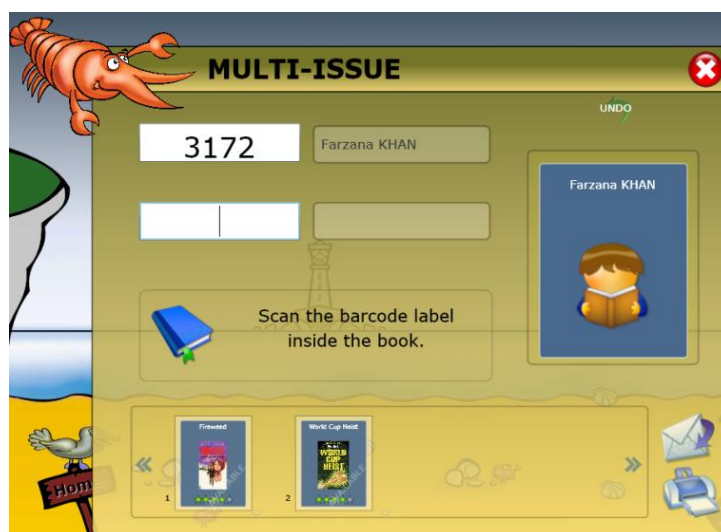 MULTI-ISSUE
UNDO
3172
Farzana KHAN
Farzana KHAN
Scan the barcode label
inside the book.
Fireweed
World Cup Heist
WORLD
CUP
HEIST
1
2
Home